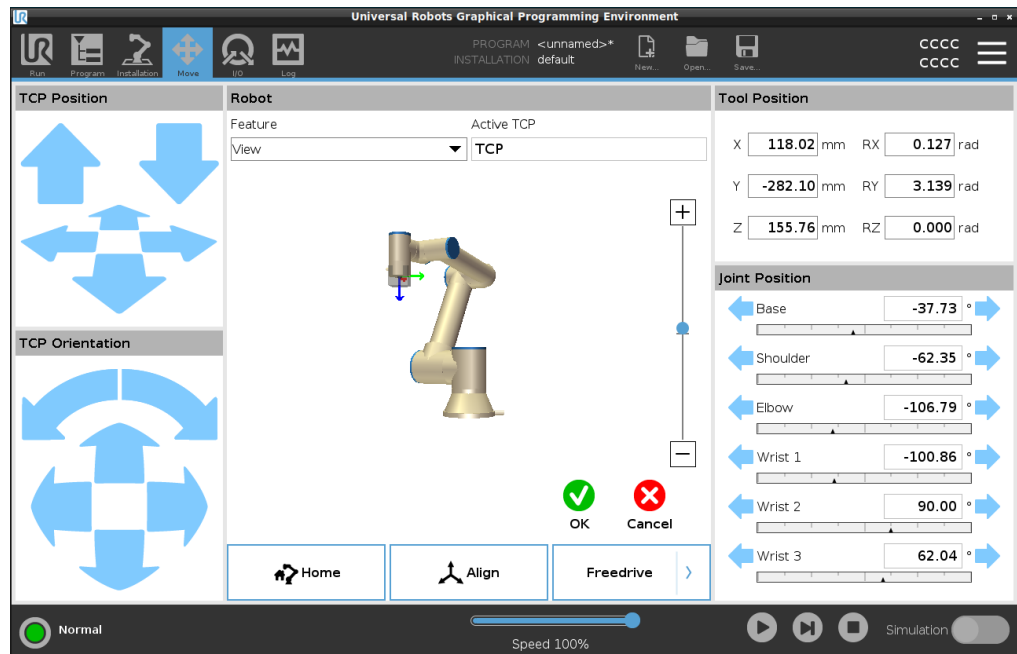 Universal Robots Graphical Programming Environment
UR
Run
Program
Installation
Move
I/O
Log
PROGRAM <unnamed>*
INSTALLATION default
New...
Open...
Save...
CCCC
CCCC
TCP Position
Robot
Feature
Active TCP
View
TCP
OK
Cancel
Home
Align
Freedrive
TCP Orientation
Tool Position
X 118.02 mm RX 0.127 rad
Y -282.10 mm RY 3.139 rad
Z 155.76 mm RZ 0.000 rad
Joint Position
Base -37.73 °
Shoulder -62.35 °
Elbow -106.79 °
Wrist 1 -100.86 °
Wrist 2 90.00 °
Wrist 3 62.04 °
Normal
Speed 100%
Simulation